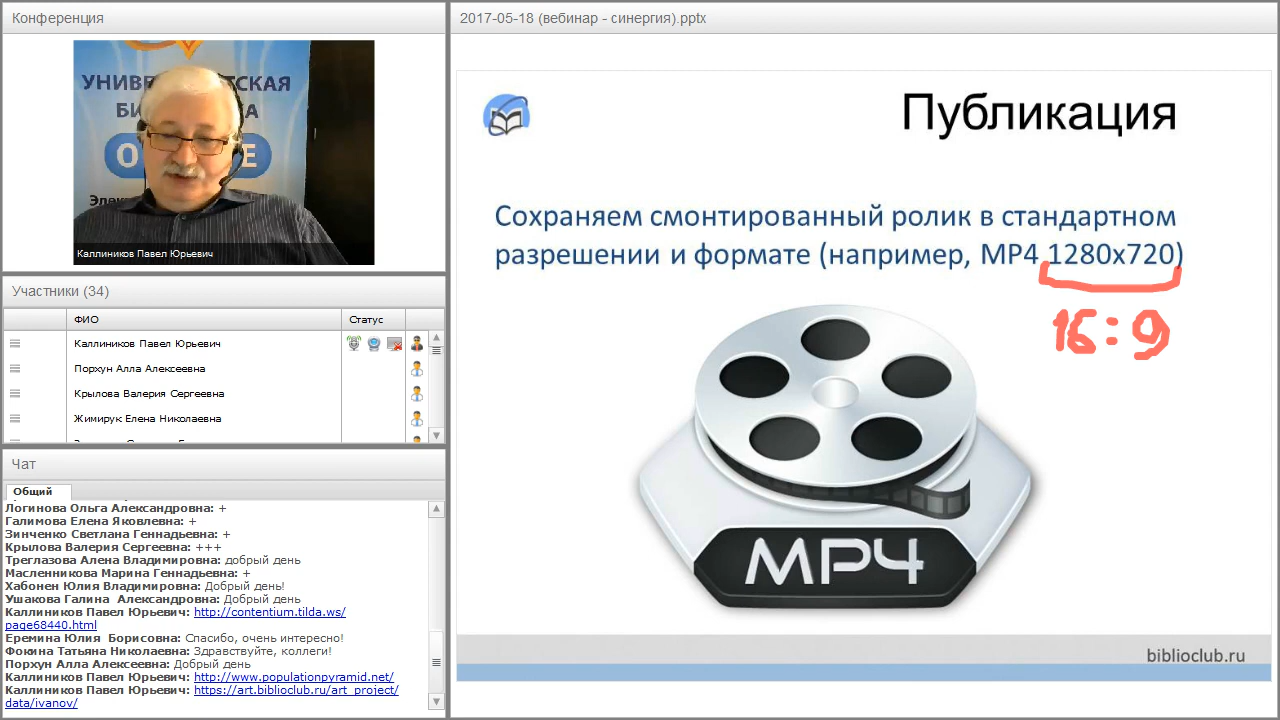 Конференция
УНИВЕ ТСКАЯ
БИ
КА
О Е
Эле
Каллиников Павел Юрьевич
Участники (34)
ФИО Статус
Каллиников Павел Юрьевич
Порхун Алла Алексеевна
Крылова Валерия Сергеевна
Жимирук Елена Николаевна
Чат
Общий
Логинова Ольга Александровна: +
Галимова Елена Яковлевна: +
Зинченко Светлана Геннадьевна: +
Крылова Валерия Сергеевна: +++
Треглазова Алена Владимировна: добрый день
Масленникова Марина Геннадьевна: +
Хабонен Юлия Владимировна: Добрый день!
Ушакова Галина Александровна: Добрый день
Каллиников Павел Юрьевич: http://contentium.tilda.ws/
page68440.html
Еремина Юлия Борисовна: Спасибо, очень интересно!
Фокина Татьяна Николаевна: Здравствуйте, коллеги!
Порхун Алла Алексеевна: Добрый день
Каллиников Павел Юрьевич: http://www.populationpyramid.net/
Каллиников Павел Юрьевич: https://art.biblioclub.ru/art_project/
data/ivanov/
2017-05-18 (вебинар - синергия).pptx
Публикация
Сохраняем смонтированный ролик в стандартном
разрешении и формате (например, MP4 1280x720)
16:9
MP4
biblioclub.ru